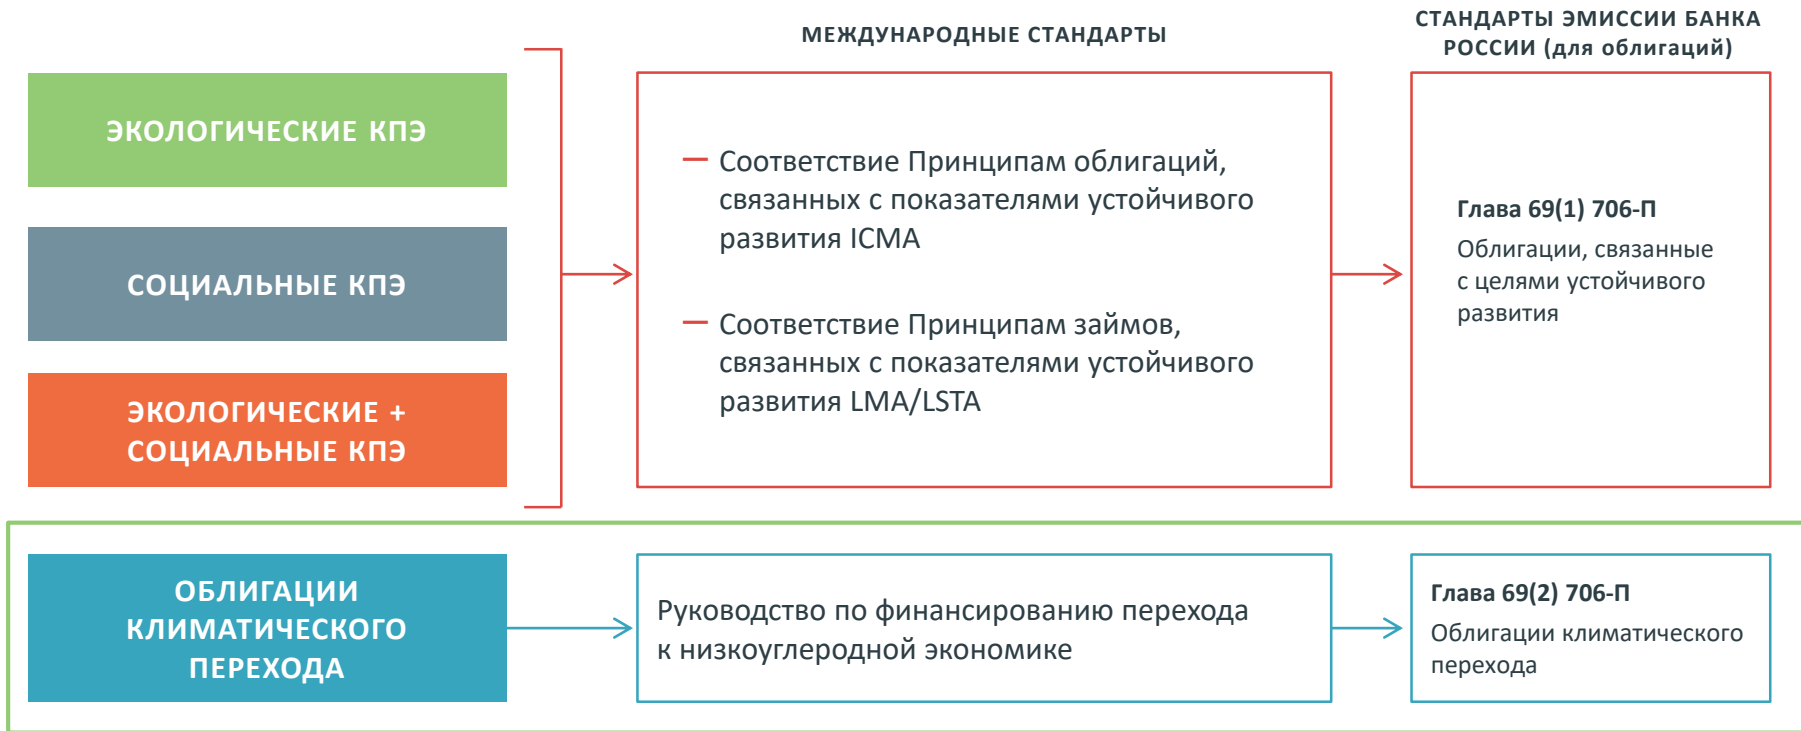 МЕЖДУНАРОДНЫЕ СТАНДАРТЫ
СТАНДАРТЫ ЭМИССИИ БАНКА
РОССИИ (для облигаций)
ЭКОЛОГИЧЕСКИЕ КПЭ
СОЦИАЛЬНЫЕ КПЭ
ЭКОЛОГИЧЕСКИЕ +
СОЦИАЛЬНЫЕ КПЭ
— Соответствие Принципам облигаций,
связанных с показателями устойчивого
развития ICMA
— Соответствие Принципам займов,
связанных с показателями устойчивого
развития LMA/LSTA
Глава 69(1) 706-П
Облигации, связанные
с целями устойчивого
развития
ОБЛИГАЦИИ
КЛИМАТИЧЕСКОГО
ПЕРЕХОДА
Руководство по финансированию перехода
к низкоуглеродной экономике
Глава 69(2) 706-П
Облигации климатического
перехода